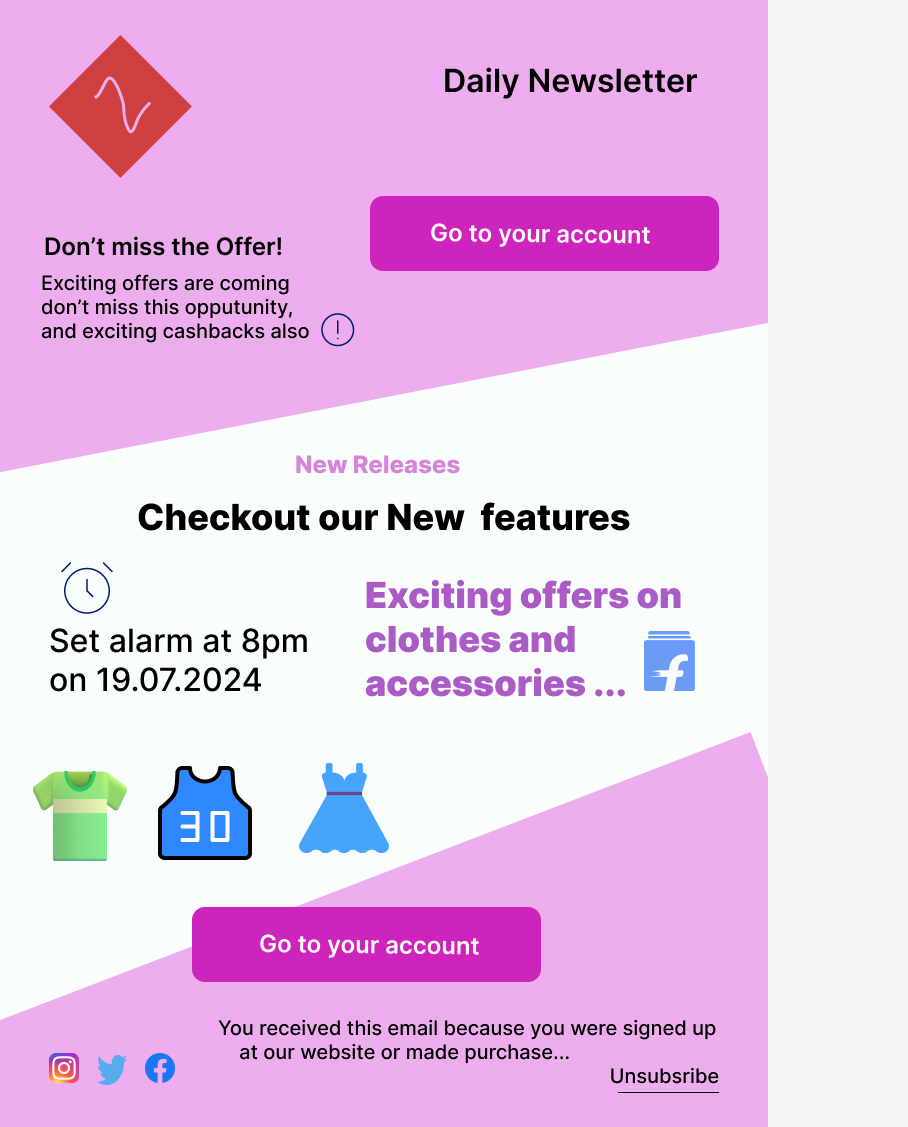 Daily Newsletter
Go to your account
Don’t miss the Offer!
Exciting offers are coming
don’t miss this opputunity,
and exciting cashbacks also
New Releases
Checkout our New  features
Set alarm at 8pm
on 19.07.2024
Exciting offers on
clothes and
accessories ...
30
Go to your account
You received this email because you were signed up
at our website or made purchase...
Unsubsribe